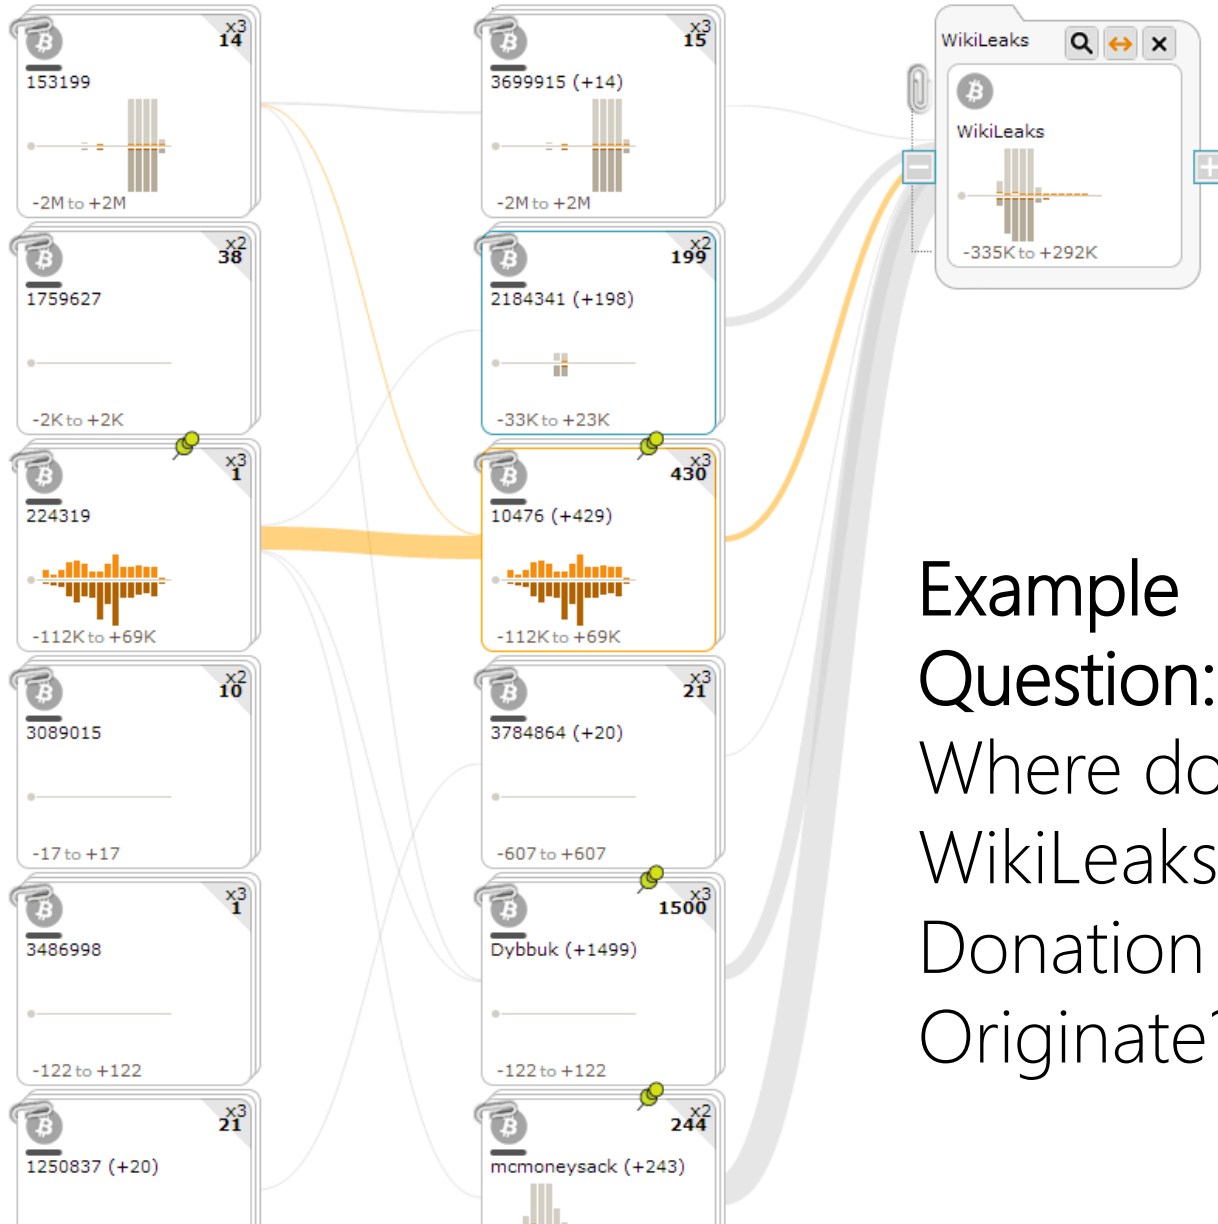 x3
14
153199
-2M to +2M
x2
38
1759627
-2K to +2K
x3
1
224319
-112K to +69K
x2
10
3089015
-17 to +17
x3
1
3486998
-122 to +122
x3
21
1250837 (+20)
x3
15
3699915 (+14)
-2M to +2M
x2
199
2184341 (+198)
-33K to +23K
x3
430
10476 (+429)
-112K to +69K
x3
21
3784864 (+20)
-607 to +607
x3
1500
Dybbuk (+1499)
-122 to +122
x2
244
mcmoneysack (+243)
WikiLeaks
WikiLeaks
-335K to +292K
Example
Question:
Where do
WikiLeaks
Donation
Originate?